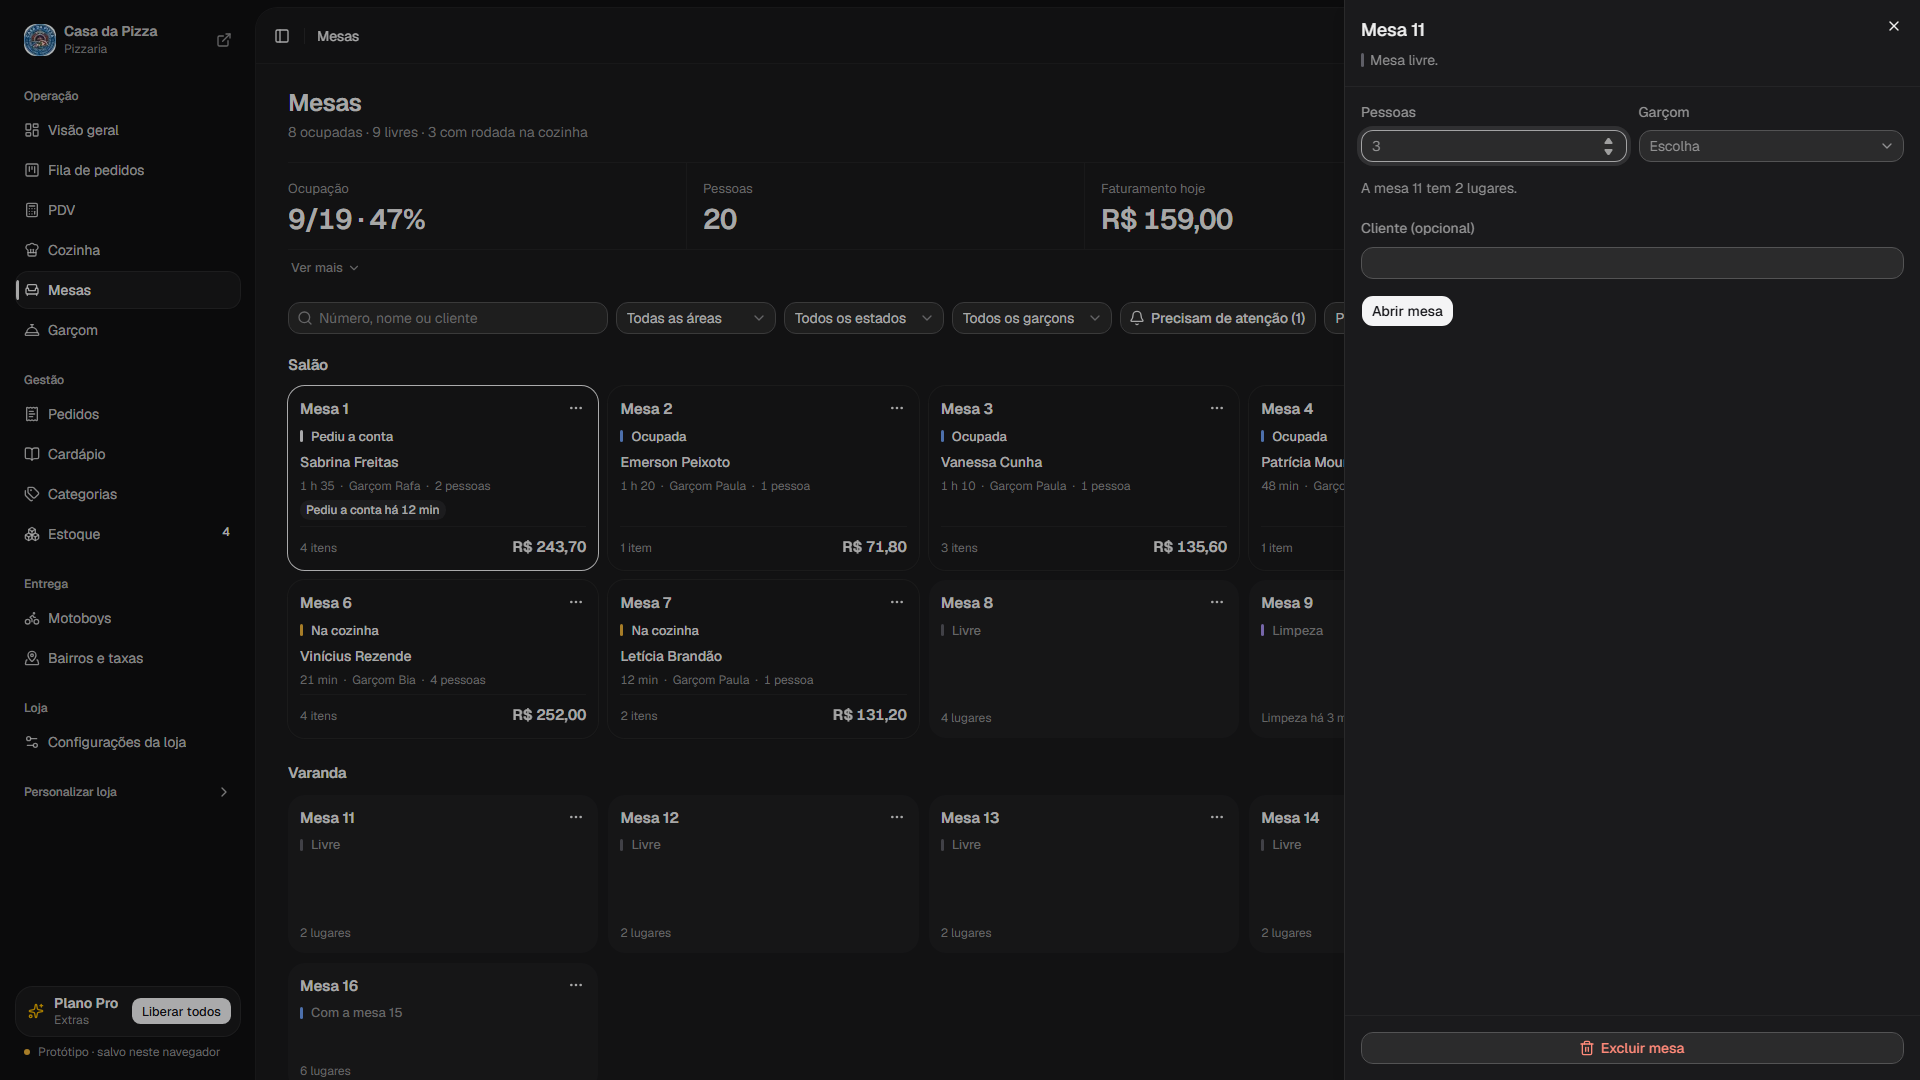 Casa da Pizza
Pizzaria
Operação
Visão geral
Fila de pedidos
PDV
Cozinha
Mesas
Garçom
Gestão
Pedidos
Cardápio
Categorias
Estoque
4
Entrega
Motoboys
Bairros e taxas
Loja
Configurações da loja
Personalizar loja
Plano Pro
Extras
Liberar todos
Protótipo · salvo neste navegador
Mesas
Mesas
8 ocupadas · 9 livres · 3 com rodada na cozinha
Ocupação
9/19 · 47%
Pessoas
20
Faturamento hoje
R$ 159,00
Ver mais
Número, nome ou cliente
Todas as áreas
Todos os estados
Todos os garçons
Precisam de atenção (1)
P
Salão
Mesa 1
Pediu a conta
Sabrina Freitas
1 h 35 · Garçom Rafa · 2 pessoas
Pediu a conta há 12 min
4 itens
R$ 243,70
Mesa 2
Ocupada
Emerson Peixoto
1 h 20 · Garçom Paula · 1 pessoa
1 item
R$ 71,80
Mesa 3
Ocupada
Vanessa Cunha
1 h 10 · Garçom Paula · 1 pessoa
3 itens
R$ 135,60
Mesa 4
Ocupada
Patrícia Mou
48 min · Garço
1 item
Mesa 6
Na cozinha
Vinícius Rezende
21 min · Garçom Bia · 4 pessoas
4 itens
R$ 252,00
Mesa 7
Na cozinha
Letícia Brandão
12 min · Garçom Paula · 1 pessoa
2 itens
R$ 131,20
Mesa 8
Livre
4 lugares
Mesa 9
Limpeza
Limpeza há 3 m
Varanda
Mesa 11
Livre
2 lugares
Mesa 12
Livre
2 lugares
Mesa 13
Livre
2 lugares
Mesa 14
Livre
2 lugares
Mesa 16
Com a mesa 15
6 lugares
Mesa 11
Mesa livre.
Pessoas
3
Garçom
Escolha
A mesa 11 tem 2 lugares.
Cliente (opcional)
Abrir mesa
Excluir mesa